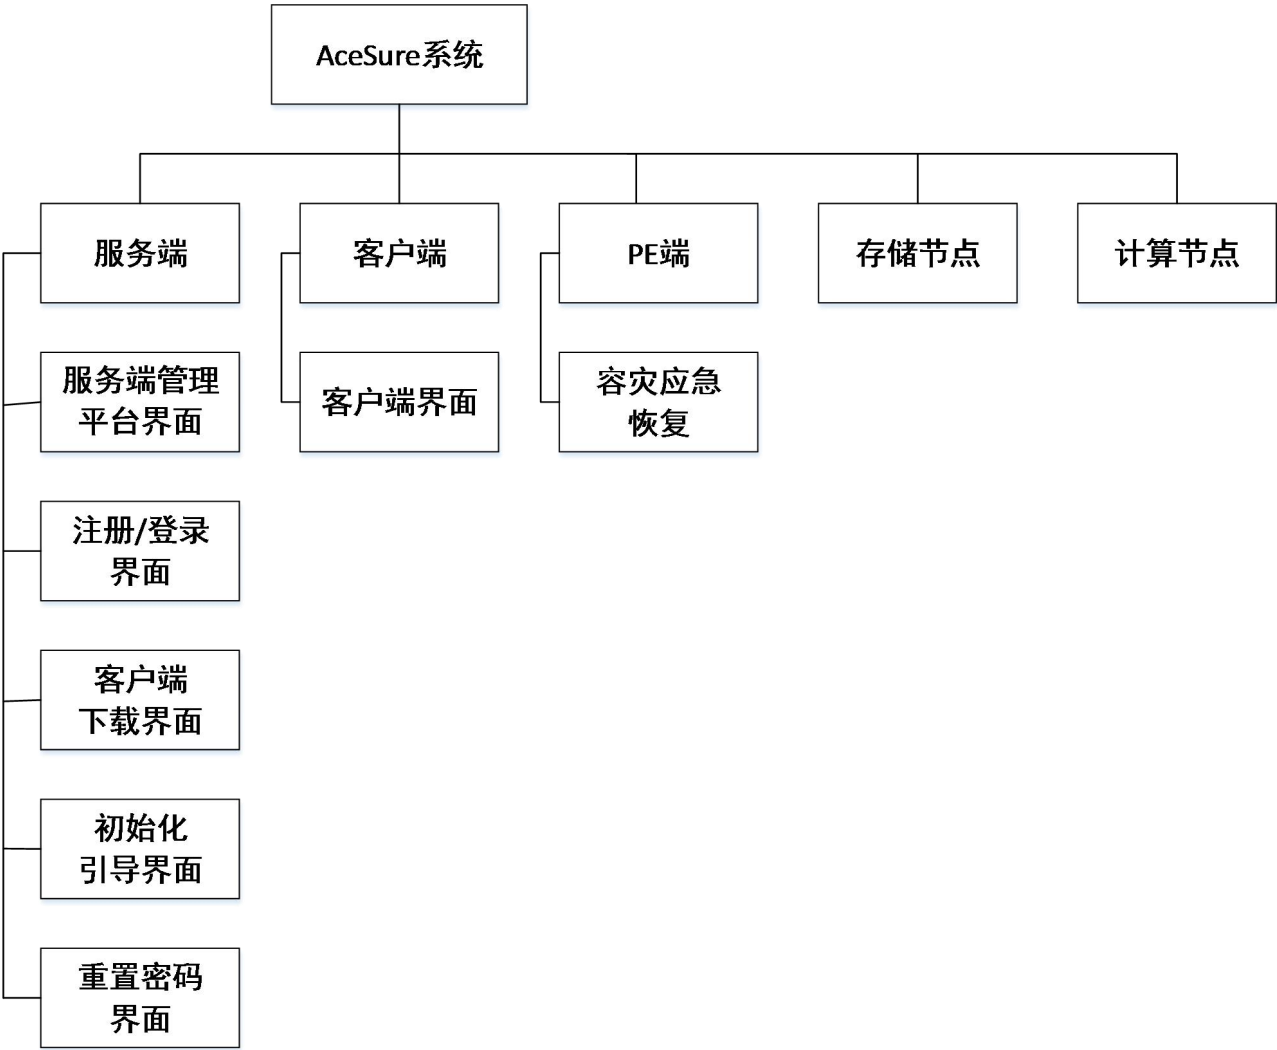 AceSure系统
服务端
客户端
PE端
存储节点
计算节点
服务端管理
平台界面
客户端界面
容灾应急
恢复
注册/登录
界面
客户端
下载界面
初始化
引导界面
重置密码
界面